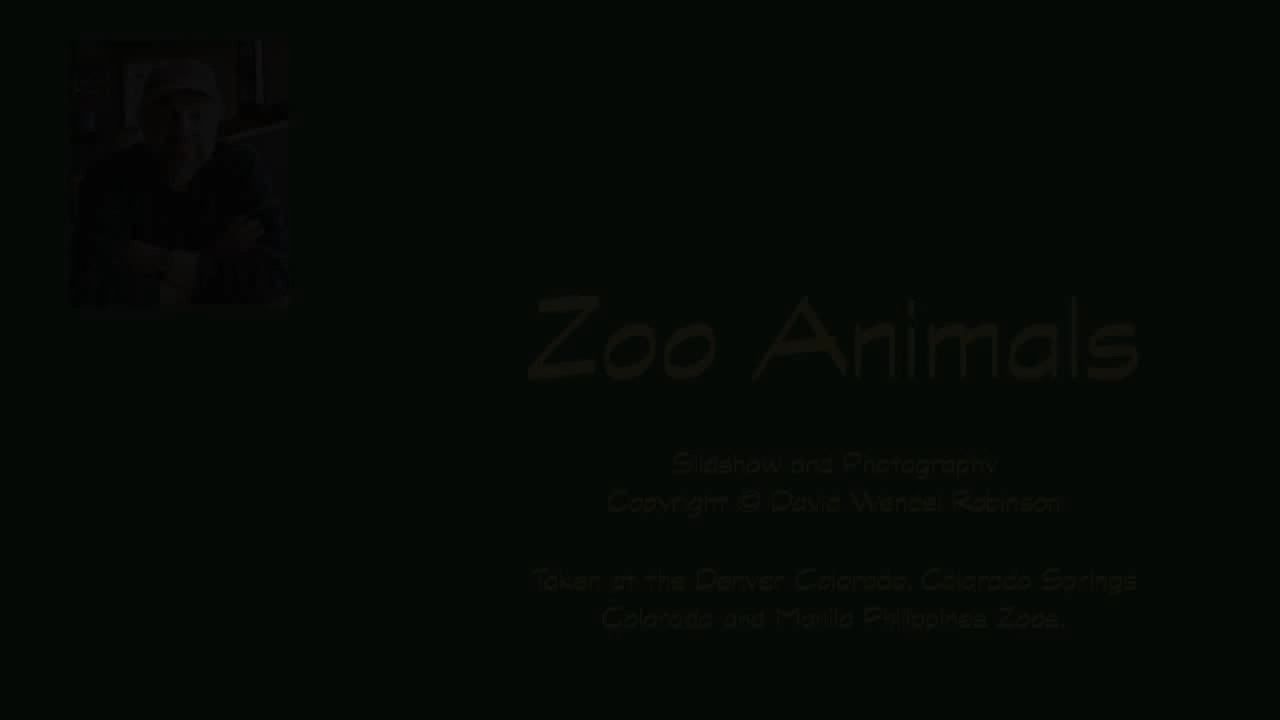 Zoo Animals
Slideshow and Photography
Copyright © David Wendel Robinson
Taken at the Denver Colorado, Colorado Springs
Colorado and Manila Philippines Zoos.